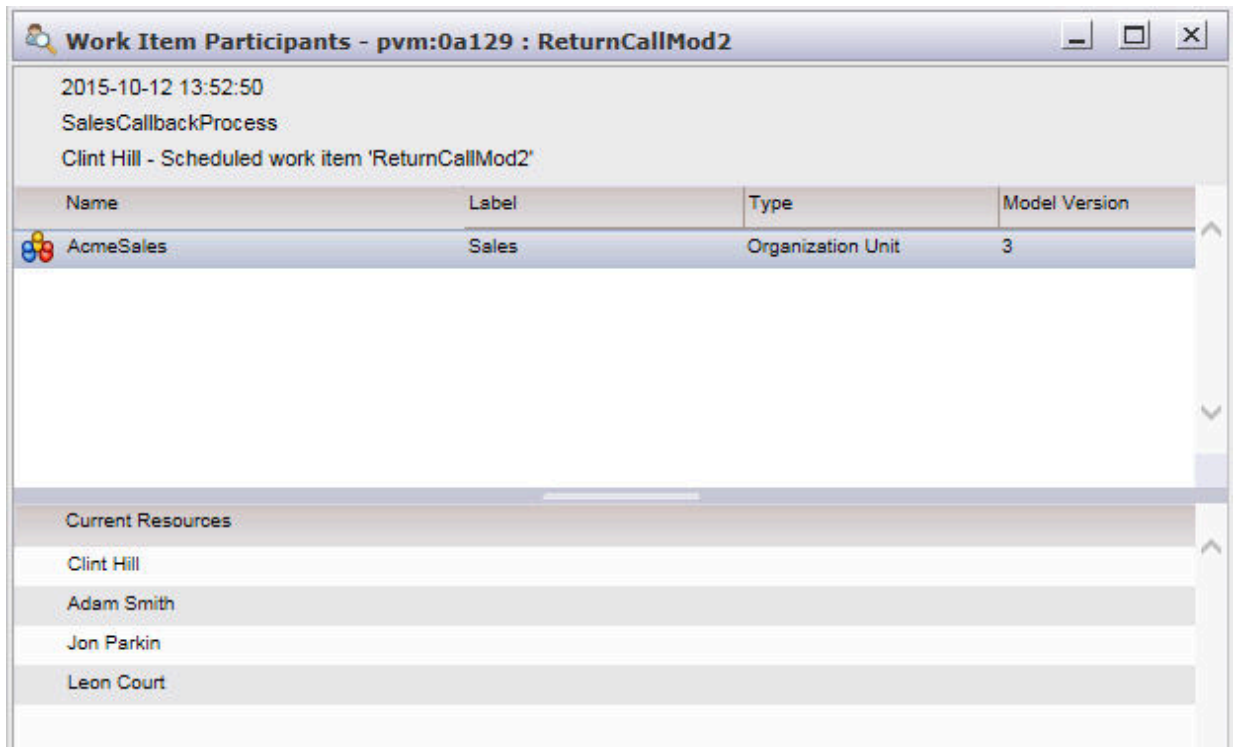 Work Item Participants - pvm:0a129 : ReturnCallMod2
2015-10-12 13:52:50
SalesCallbackProcess
Clint Hill - Scheduled work item 'ReturnCallMod2'
Name Label Type Model Version
AcmeSales Sales Organization Unit 3
Current Resources
Clint Hill
Adam Smith
Jon Parkin
Leon Court